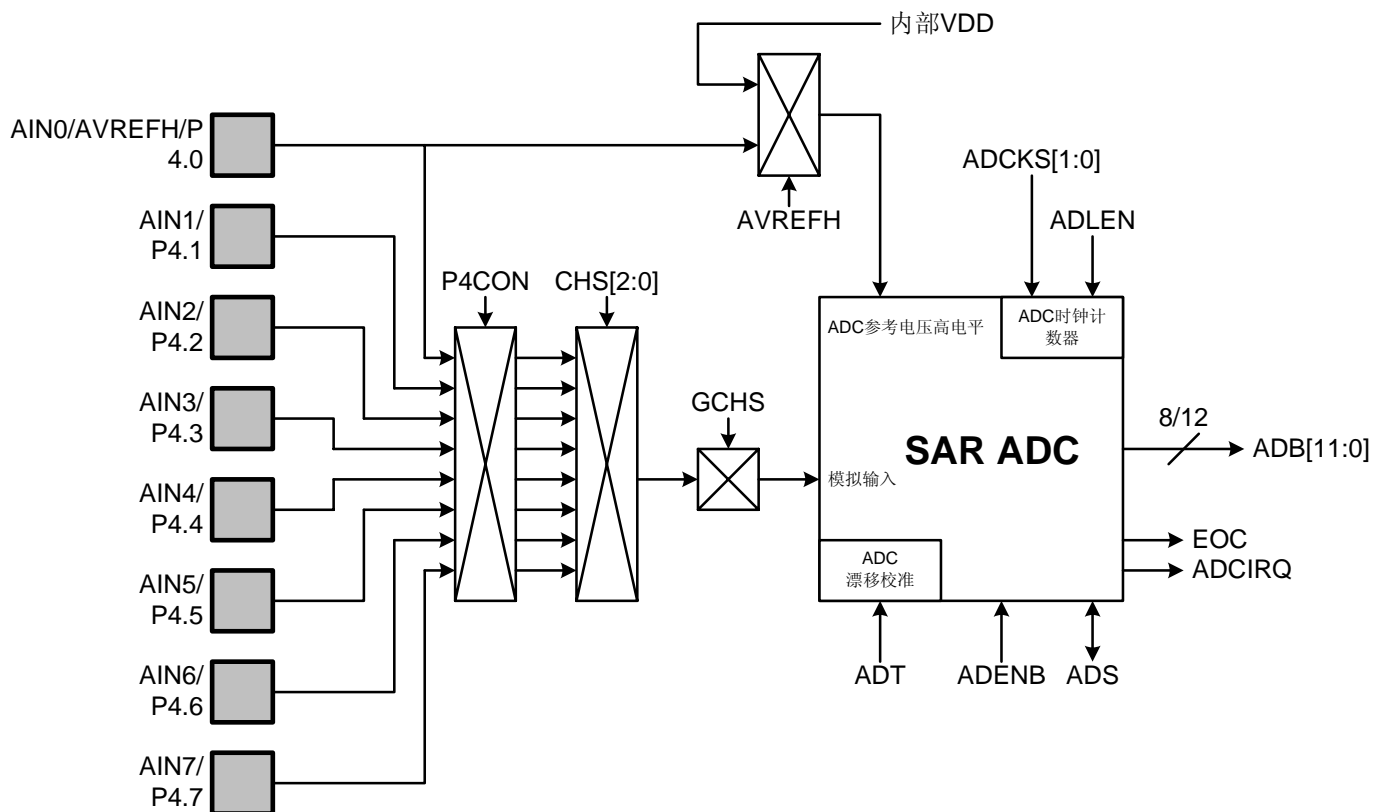 内部VDD
AIN0/AVREFH/P
4.0
ADCKS[1:0]
AVREFH
ADLEN
AIN1/
P4.1
P4CON
CHS[2:0]
AIN2/
P4.2
ADC参考电压高电平
ADC时钟计
数器
AIN3/
P4.3
GCHS
SAR ADC
8/12
ADB[11:0]
模拟输入
AIN4/
P4.4
EOC
ADCIRQ
ADC
漂移校准
AIN5/
P4.5
ADT
ADENB
ADS
AIN6/
P4.6
AIN7/
P4.7